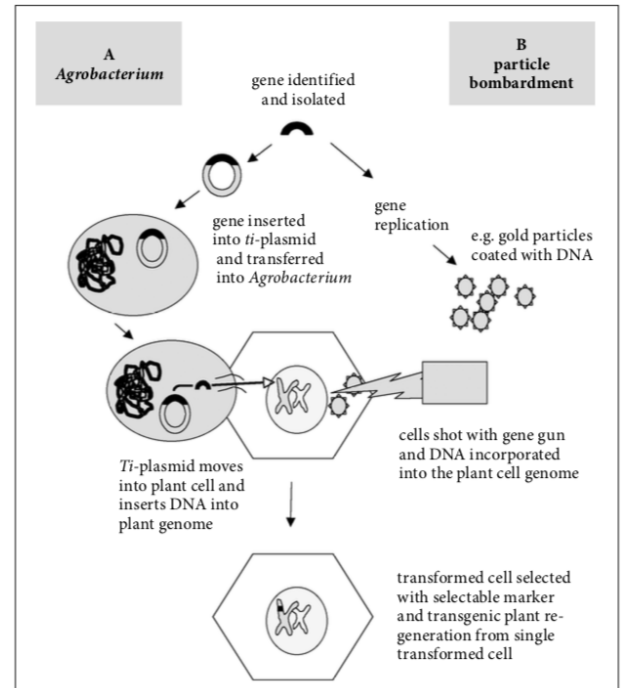 A
Agrobacterium
B
particle
bombardment
gene identified
and isolated
gene inserted
into ti-plasmid
and transferred
into Agrobacterium
gene
replication
e.g. gold particles
coated with DNA
Ti-plasmid moves
into plant cell and
inserts DNA into
plant genome
cells shot with gene gun
and DNA incorporated
into the plant cell genome
transformed cell selected
with selectable marker
and transgenic plant re-
generation from single
transformed cell